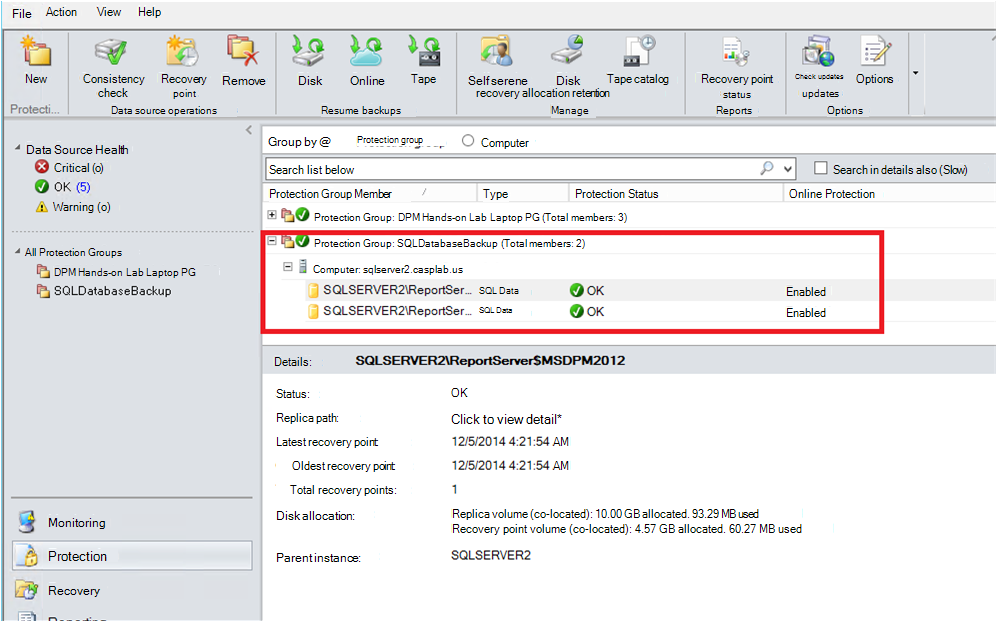 File Action View Help
New
Consistency check
Recovery point
Remove
Disk
Online
Tape
Selfserene recovery
Disk allocation
Tape catalog retention
Recovery point status
Check updates updates
Options
Protecti...
Data source operations
Resume backups
Manage
Reports
Options
Data Source Health
Critical (o)
OK (5)
Warning (o)
All Protection Groups
DPM Hands-on Lab Laptop PG
SQLDatabaseBackup
Monitoring
Protection
Recovery
Group by @ Protection group Computer
Search list below Search in details also (Slow)
Protection Group Member / Type Protection Status Online Protection
Protection Group: DPM Hands-on Lab Laptop PG (Total members: 3)
Protection Group: SQLDatabaseBackup (Total members: 2)
Computer: sqlserver2.casplab.us
SQLSERVER2\ReportSer... SQL Data OK Enabled
SQLSERVER2\ReportSer... SQL Data OK Enabled
Details: SQLSERVER2\ReportServer$MSDPM2012
Status: OK
Replica path: Click to view detail*
Latest recovery point 12/5/2014 4:21:54 AM
Oldest recovery point 12/5/2014 4:21:54 AM
Total recovery points: 1
Disk allocation: Replica volume (co-located): 10.00 GB allocated. 93.29 MB used
Recovery point volume (co-located): 4.57 GB allocated. 60.27 MB used
Parent instance: SQLSERVER2